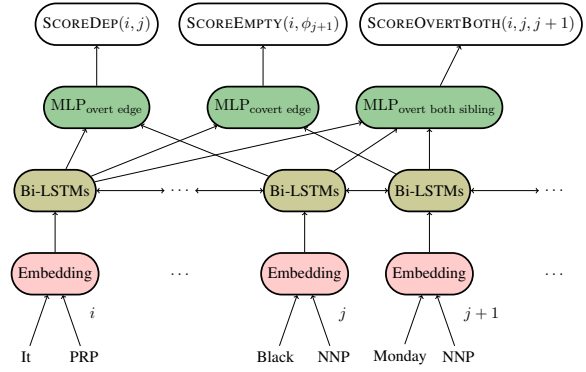 SCOREDEP(i, j) SCOREEMPTY(i, ϕj+1) SCOREOVERTBOTH(i, j, j + 1)
MLPovert edge MLPcovert edge MLPovert both sibling
Bi-LSTMs ··· Bi-LSTMs Bi-LSTMs ···
Embedding ··· Embedding Embedding ···
i j j + 1
It PRP Black NNP Monday NNP